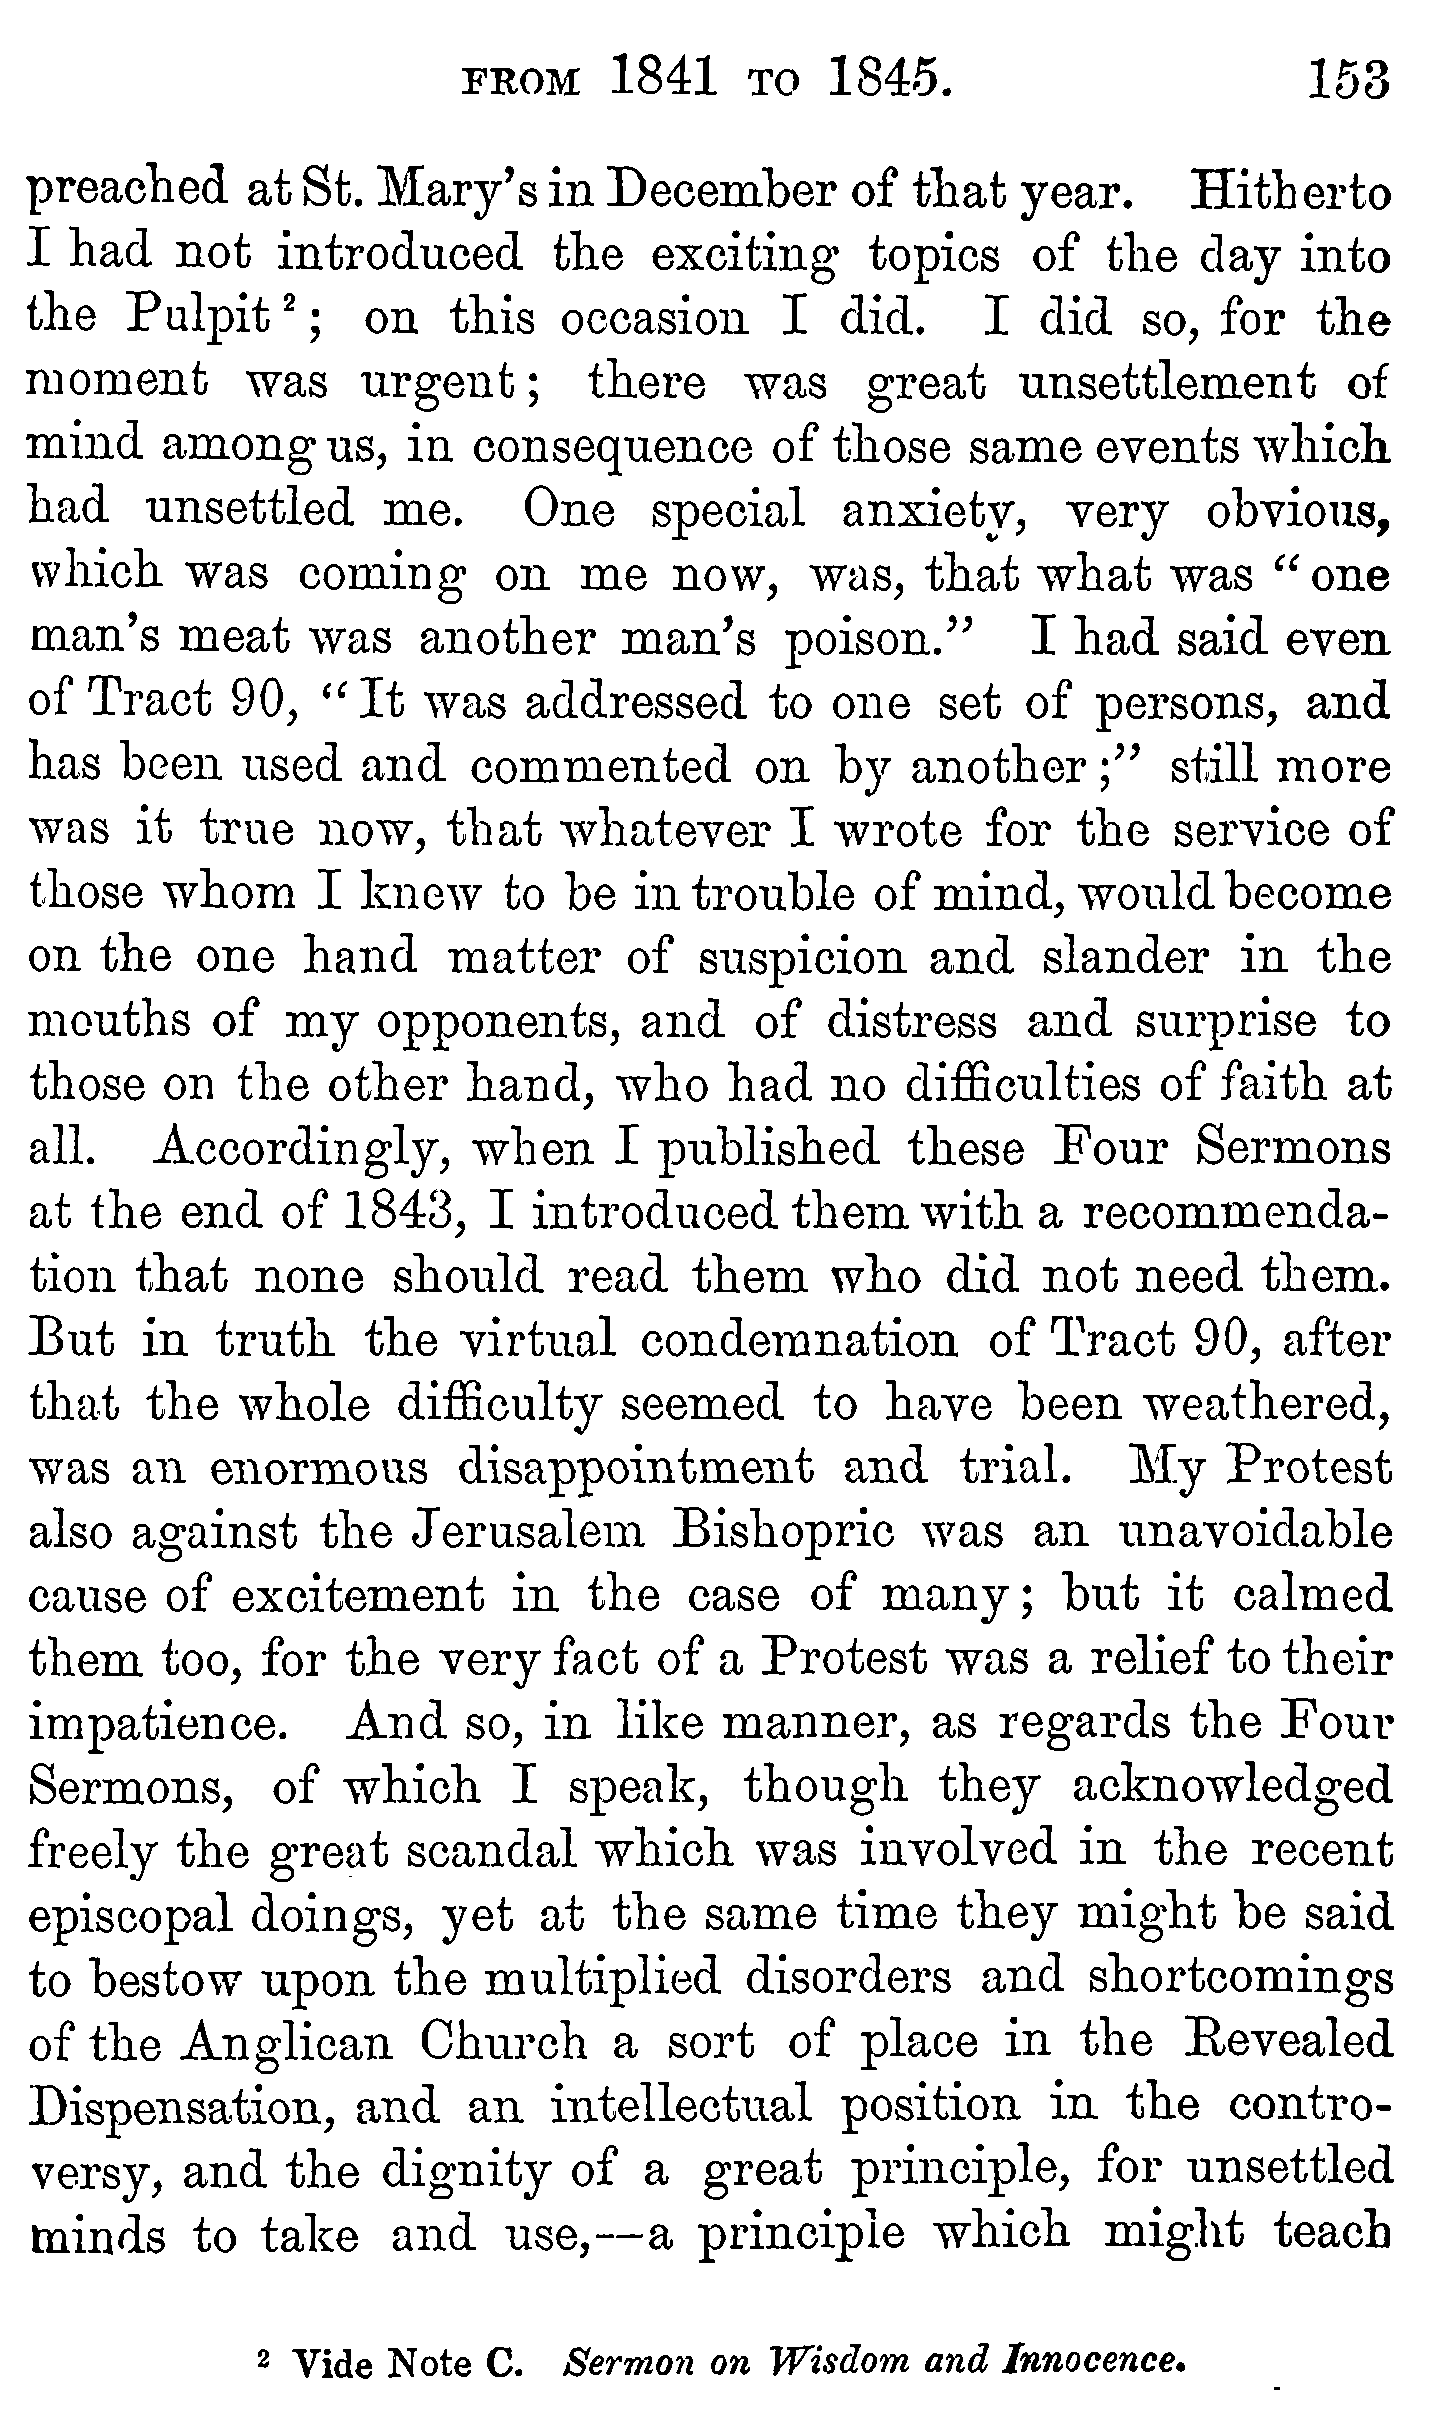 FROM 1841 TO 1845. 153
preached at St. Mary's in December of that year. Hitherto
I had not introduced the exciting topics of the day into
the Pulpit²; on this occasion I did. I did so, for the
moment was urgent; there was great unsettlement of
mind among us, in consequence of those same events which
had unsettled me. One special anxiety, very obvious,
which was coming on me now, was, that what was "one
man's meat was another man's poison." I had said even
of Tract 90, "It was addressed to one set of persons, and
has been used and commented on by another;" still more
was it true now, that whatever I wrote for the service of
those whom I knew to be in trouble of mind, would become
on the one hand matter of suspicion and slander in the
mouths of my opponents, and of distress and surprise to
those on the other hand, who had no difficulties of faith at
all. Accordingly, when I published these Four Sermons
at the end of 1843, I introduced them with a recommenda-
tion that none should read them who did not need them.
But in truth the virtual condemnation of Tract 90, after
that the whole difficulty seemed to have been weathered,
was an enormous disappointment and trial. My Protest
also against the Jerusalem Bishopric was an unavoidable
cause of excitement in the case of many; but it calmed
them too, for the very fact of a Protest was a relief to their
impatience. And so, in like manner, as regards the Four
Sermons, of which I speak, though they acknowledged
freely the great scandal which was involved in the recent
episcopal doings, yet at the same time they might be said
to bestow upon the multiplied disorders and shortcomings
of the Anglican Church a sort of place in the Revealed
Dispensation, and an intellectual position in the contro-
versy, and the dignity of a great principle, for unsettled
minds to take and use,—a principle which might teach
² Vide Note C. Sermon on Wisdom and Innocence.